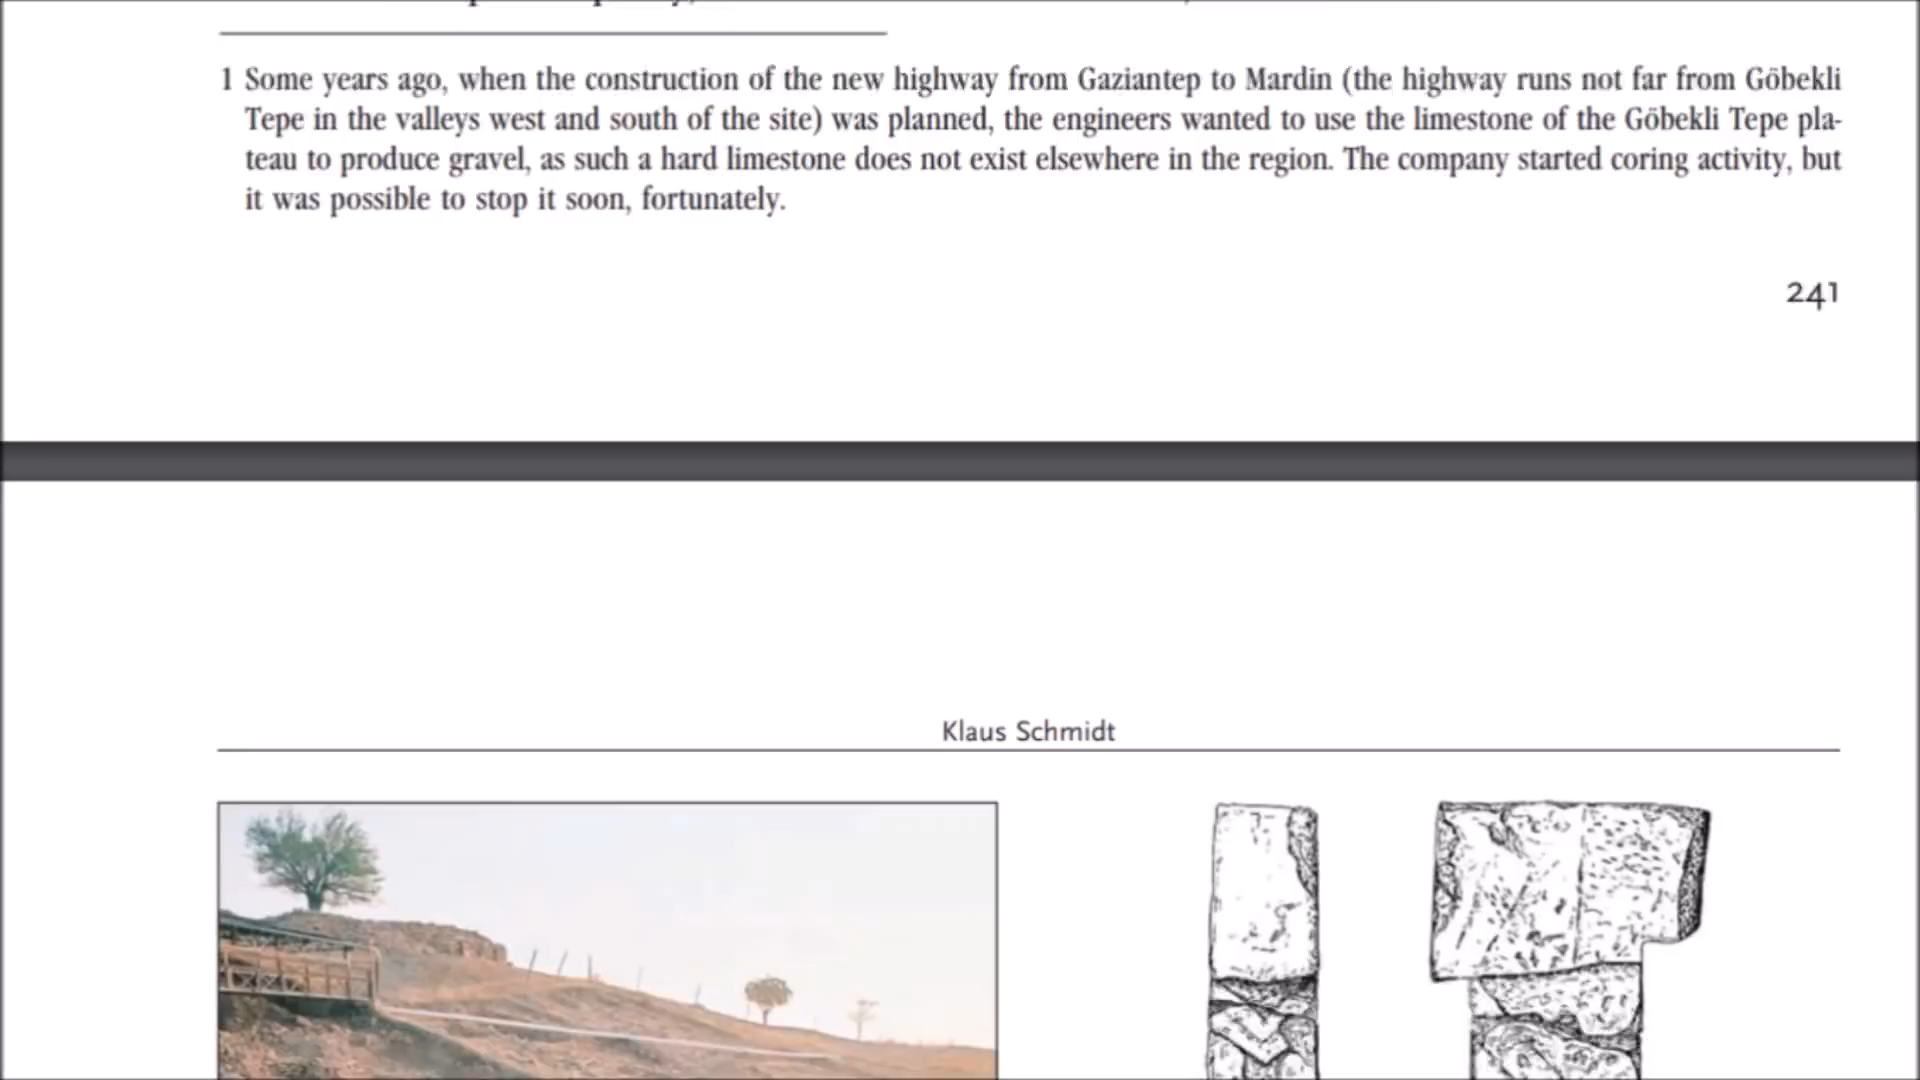 1 Some years ago, when the construction of the new highway from Gaziantep to Mardin (the highway runs not far from Göbekli
Tepe in the valleys west and south of the site) was planned, the engineers wanted to use the limestone of the Göbekli Tepe pla-
teau to produce gravel, as such a hard limestone does not exist elsewhere in the region. The company started coring activity, but
it was possible to stop it soon, fortunately.
241
Klaus Schmidt